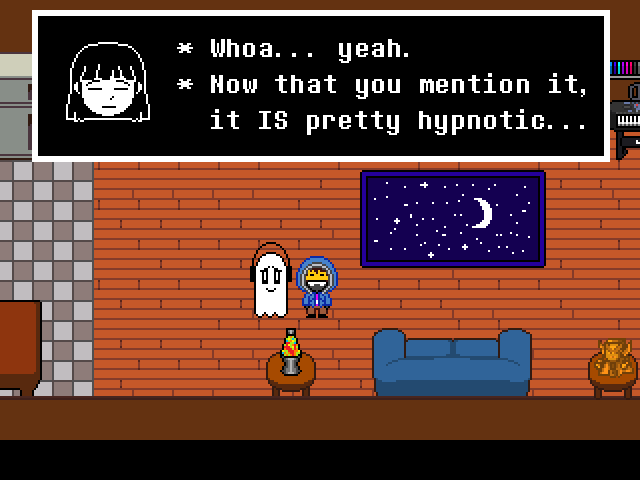 * Whoa... yeah.
* Now that you mention it,
it IS pretty hypnotic...